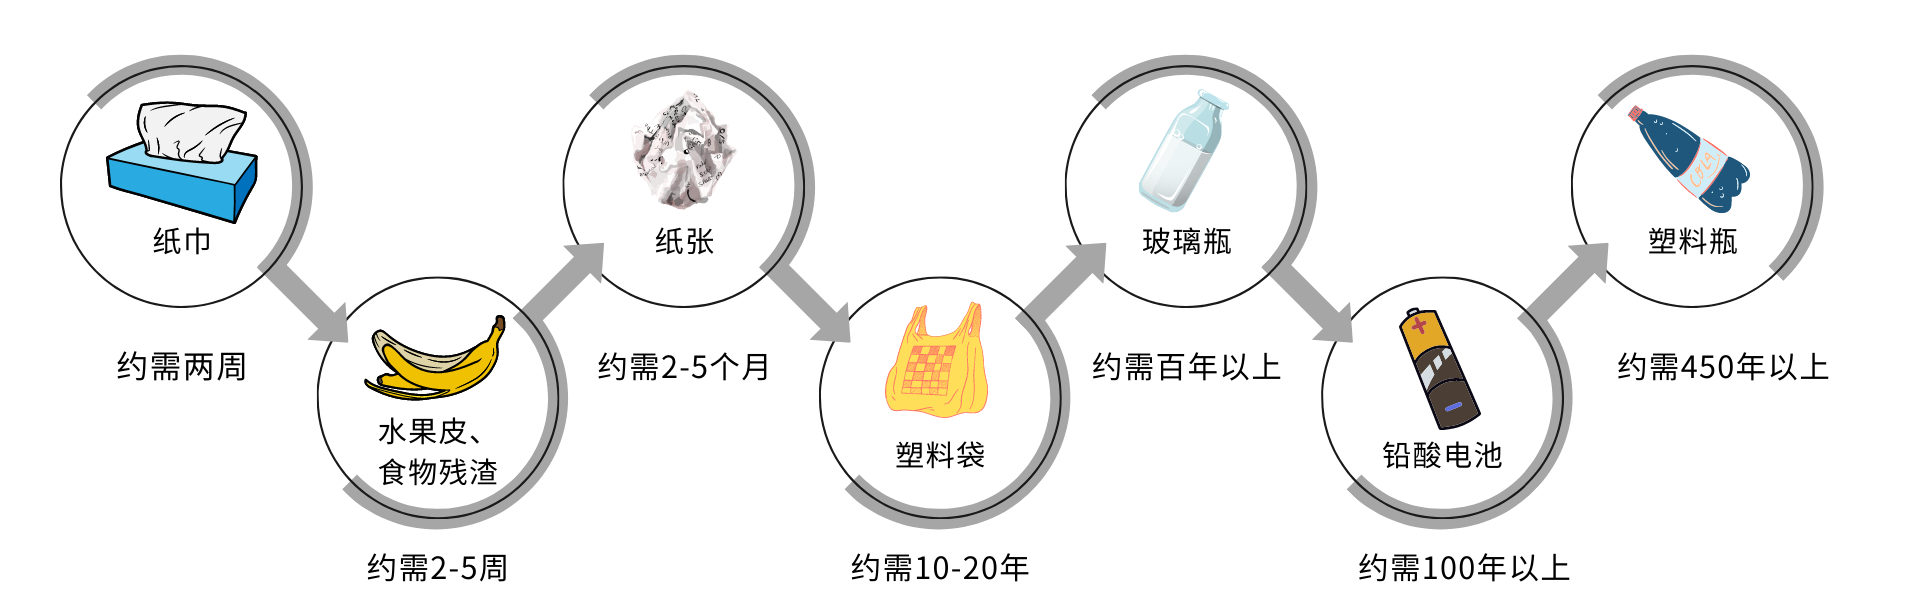 纸巾
约需两周
水果皮、
食物残渣
约需2-5周
纸张
约需2-5个月
塑料袋
约需10-20年
玻璃瓶
约需百年以上
铅酸电池
约需100年以上
COLA
塑料瓶
约需450年以上